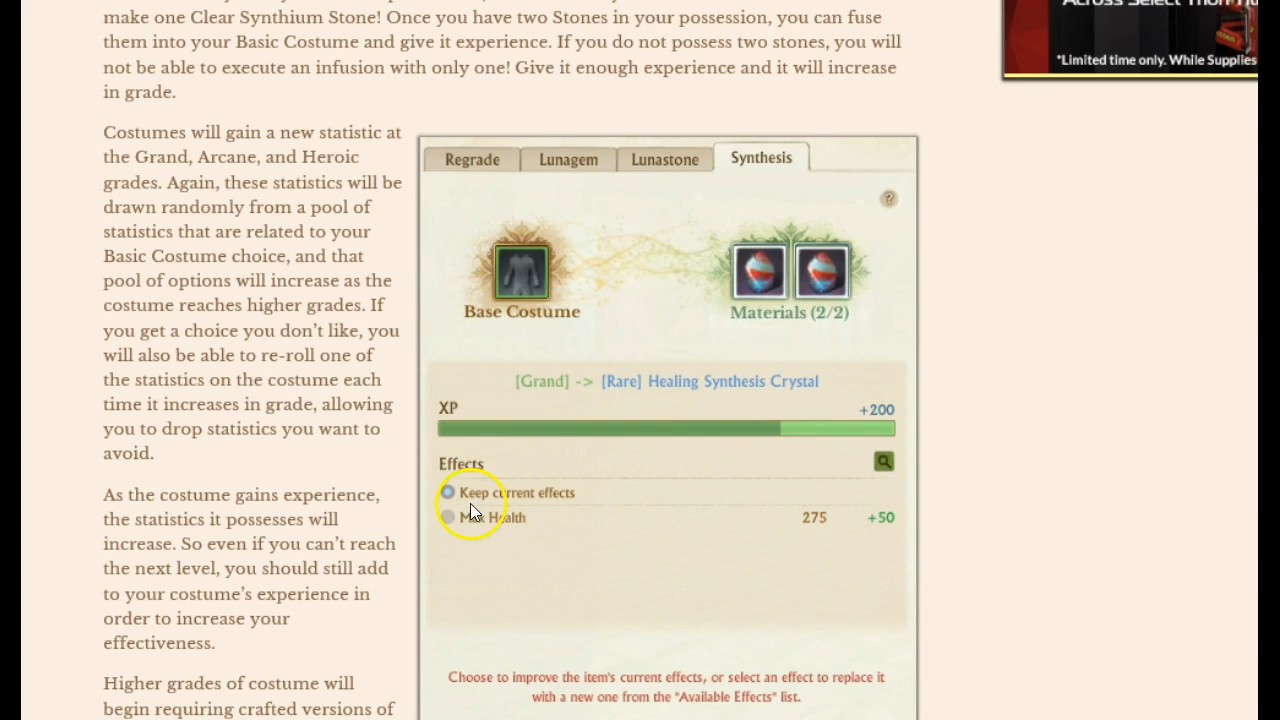 make one Clear Synthium Stone! Once you have two Stones in your possession, you can fuse
them into your Basic Costume and give it experience. If you do not possess two stones, you will
not be able to execute an infusion with only one! Give it enough experience and it will increase
in grade.
*Limited time only. While Supplies
Costumes will gain a new statistic at
the Grand, Arcane, and Heroic
grades. Again, these statistics will be
drawn randomly from a pool of
statistics that are related to your
Basic Costume choice, and that
pool of options will increase as the
costume reaches higher grades. If
you get a choice you don't like, you
will also be able to re-roll one of
the statistics on the costume each
time it increases in grade, allowing
you to drop statistics you want to
avoid.
As the costume gains experience,
the statistics it possesses will
increase. So even if you can't reach
the next level, you should still add
to your costume's experience in
order to increase your
effectiveness.
Higher grades of costume will
begin requiring crafted versions of
Regrade Lunagem Lunastone Synthesis
?
Base Costume Materials (2/2)
[Grand] -> [Rare] Healing Synthesis Crystal
XP +200
Effects
Keep current effects
Max Health 275 +50
Choose to improve the item's current effects, or select an effect to replace it
with a new one from the "Available Effects" list.